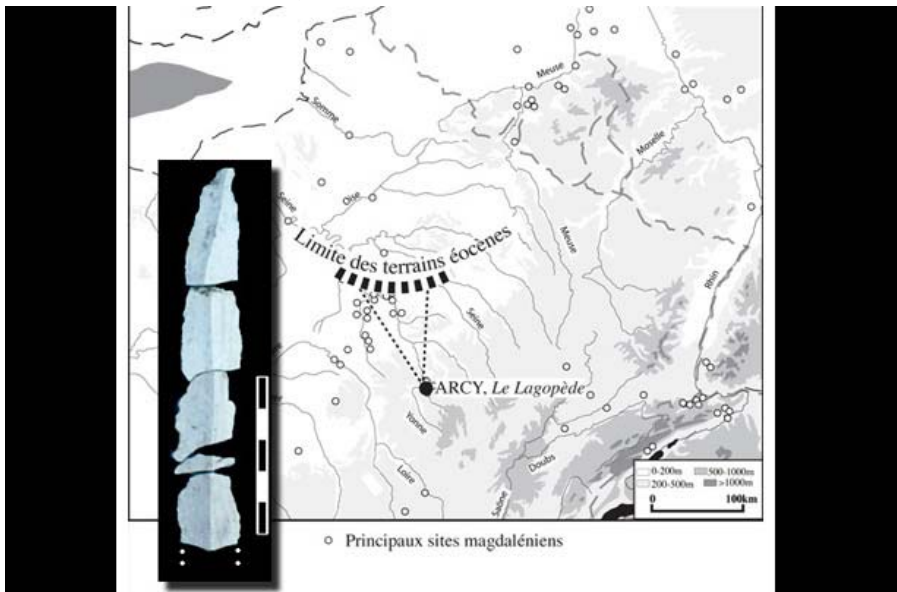 Meuse
Somme
Moselle
Seine
Oise
Meuse
Limite des terrains éocènes
Rhin
Seine
ARCY, Le Lagopède
Yonne
Doubs
Loire
Saône
0-200m 500-1000m
200-500m >1000m
0 100km
Principaux sites magdaléniens